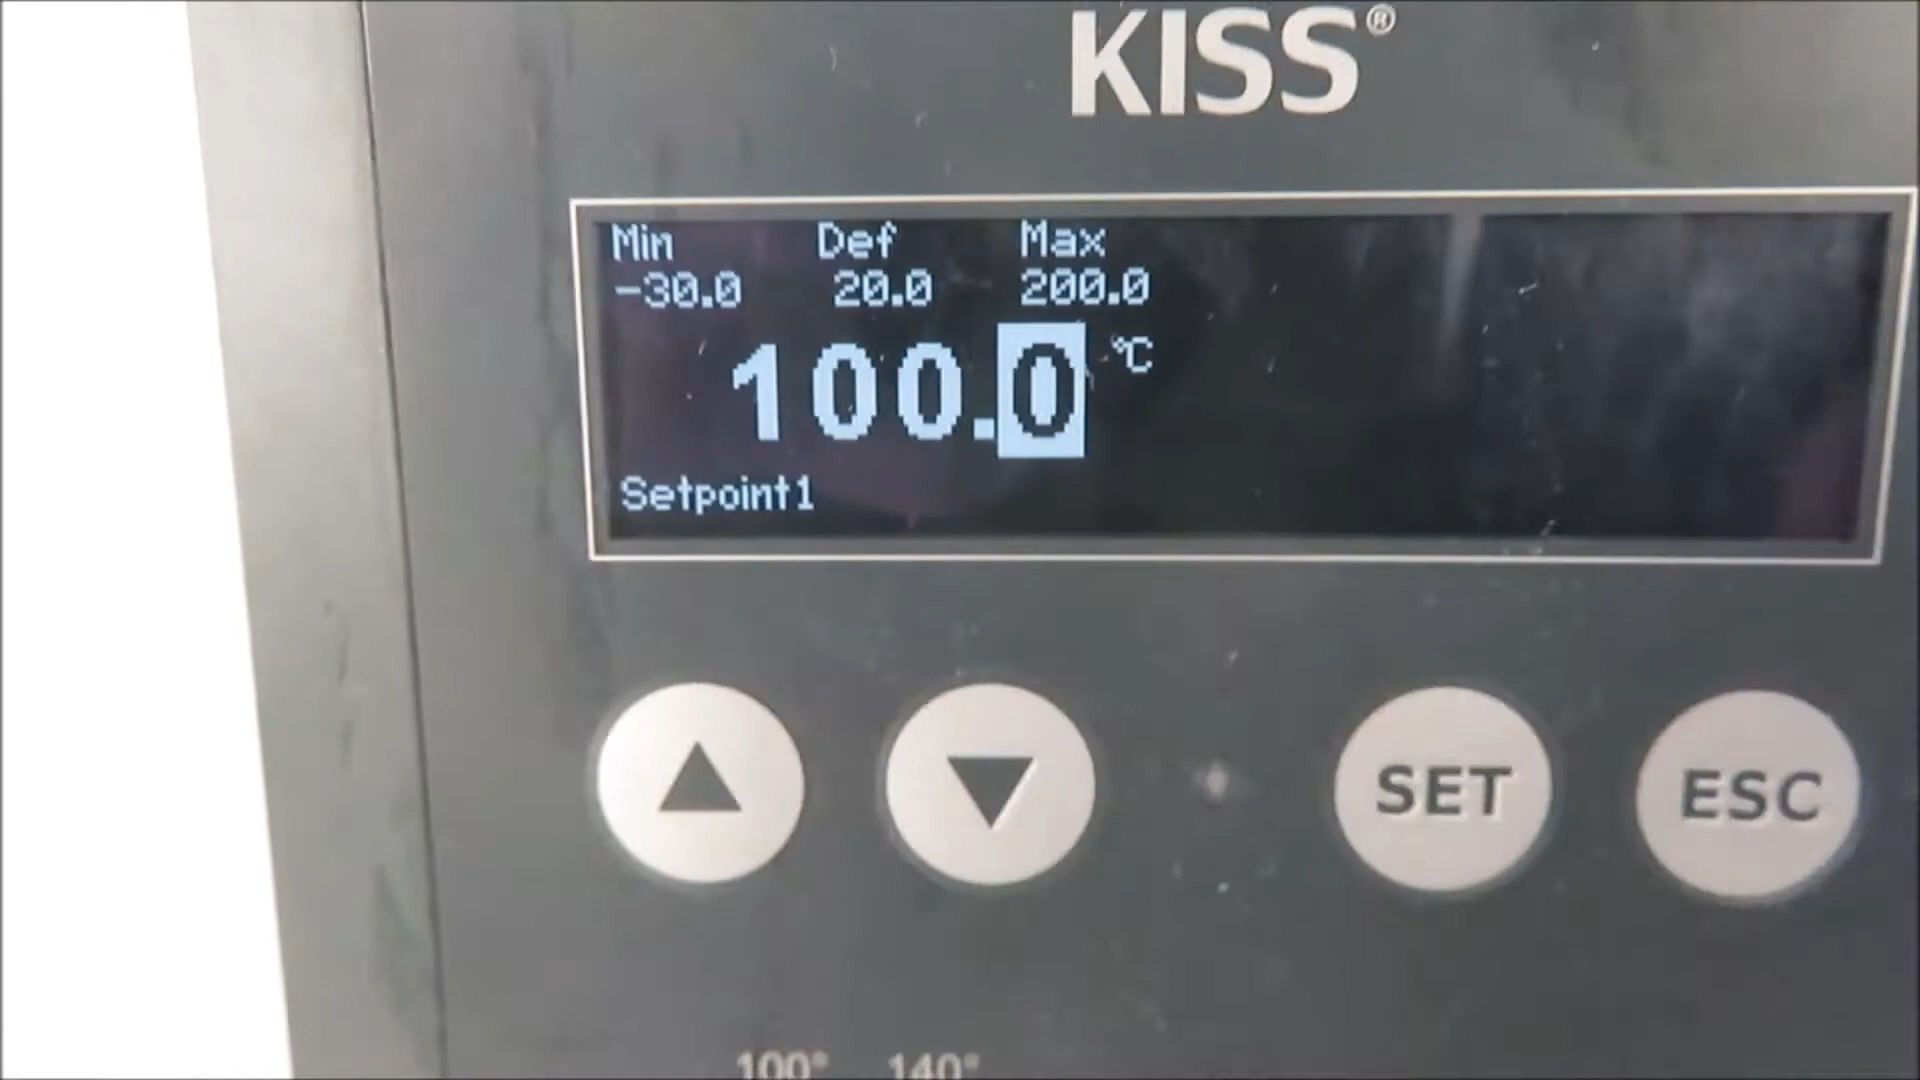 KISS®
Min Def Max
-30.0 20.0 200.0
100.0 °C
Setpoint1
SET ESC
100° 140°